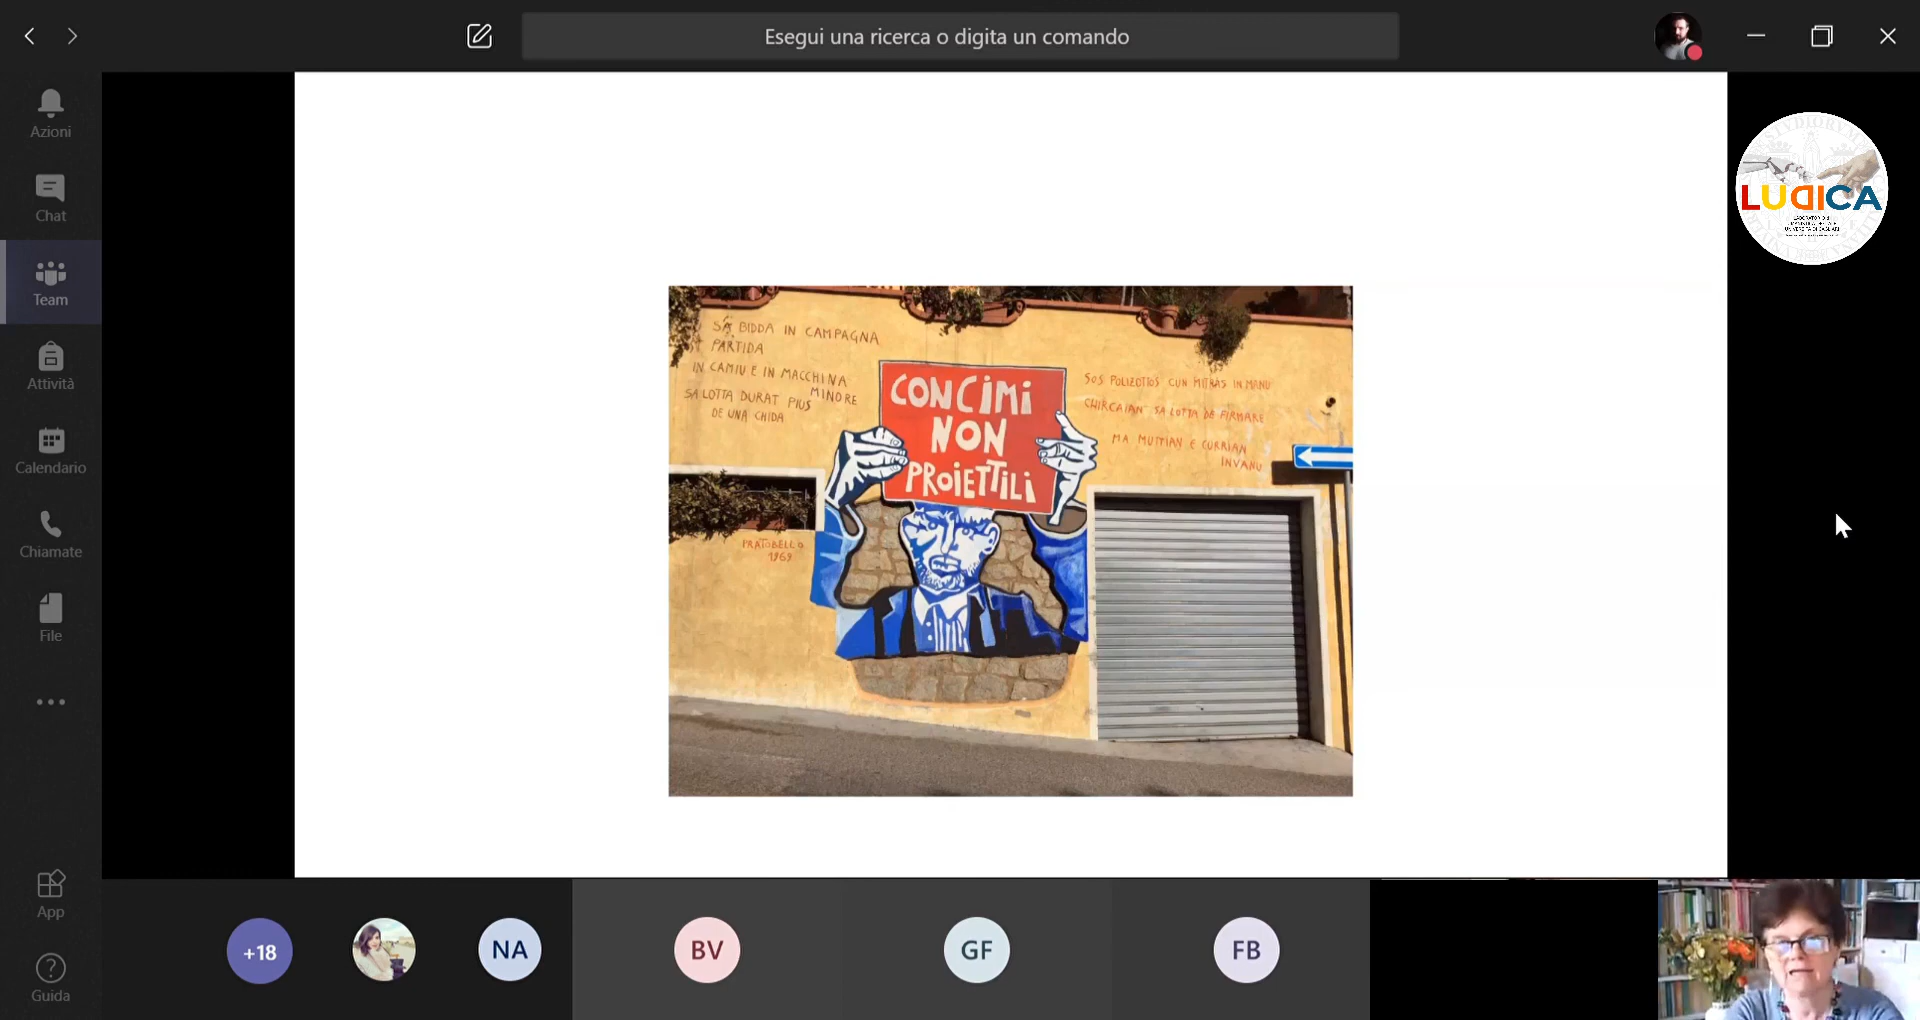 Esegui una ricerca o digita un comando
Azioni
Chat
Team
Attività
Calendario
Chiamate
File
App
Guida
STVDIORVM
LUDICA
SA BIDDA IN CAMPAGNA
PARTIDA
IN CAMIU E IN MACCHINA
MINORE
SA LOTTA DURAT PIUS
DE UNA CHIDA
CONCIMI
NON
PROIETTILI
SOS POLIZOTTOS CUN MITRAS IN MANU
CHIRCAIAN SA LOTTA DE FIRMARE
MA MUTTIAN E CURRIAN
INVANU
PRATOBELLO
1969
+18
NA
BV
GF
FB